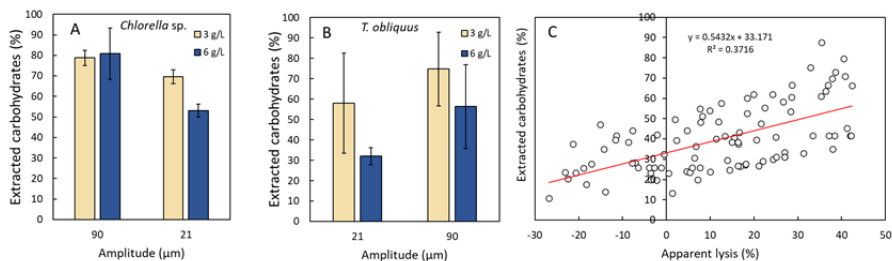 A
Chlorella sp.
3 g/L
6 g/L
Extracted carbohydrates (%)
100
90
80
70
60
50
40
30
20
10
0
90
21
Amplitude (µm)
B
T. obliquus
3 g/L
6 g/L
Extracted carbohydrates (%)
100
90
80
70
60
50
40
30
20
10
0
21
90
Amplitude (µm)
C
y = 0.5432x + 33.171
R² = 0.3716
Extracted carbohydrates (%)
100
90
80
70
60
50
40
30
20
10
0
-30
-20
-10
0
10
20
30
40
50
Apparent lysis (%)